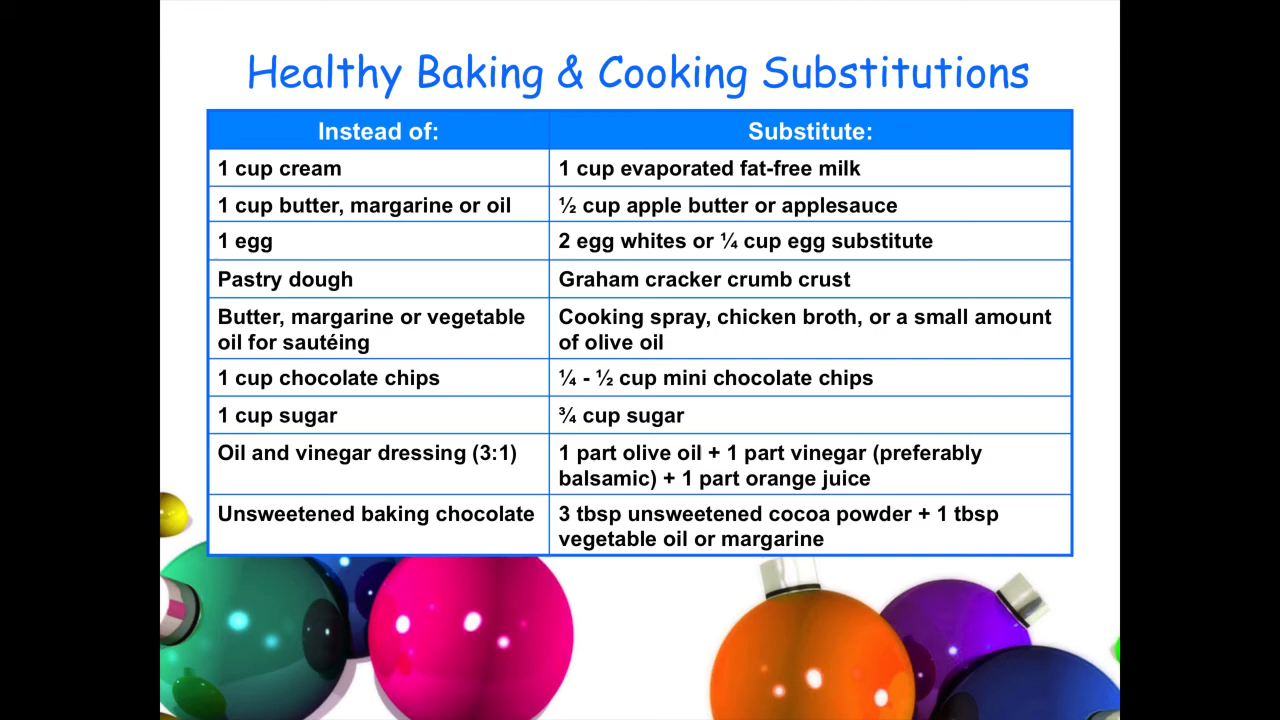 Healthy Baking & Cooking Substitutions
Instead of: Substitute:
1 cup cream 1 cup evaporated fat-free milk
1 cup butter, margarine or oil ½ cup apple butter or applesauce
1 egg 2 egg whites or ¼ cup egg substitute
Pastry dough Graham cracker crumb crust
Butter, margarine or vegetable
oil for sautéing
Cooking spray, chicken broth, or a small amount
of olive oil
1 cup chocolate chips ¼ - ½ cup mini chocolate chips
1 cup sugar ¾ cup sugar
Oil and vinegar dressing (3:1)
1 part olive oil + 1 part vinegar (preferably
balsamic) + 1 part orange juice
Unsweetened baking chocolate
3 tbsp unsweetened cocoa powder + 1 tbsp
vegetable oil or margarine